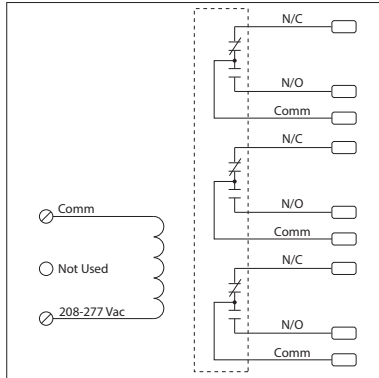 N/C
N/O
Comm
N/C
N/O
Comm
N/C
N/O
Comm
Comm
Not Used
208-277 Vac